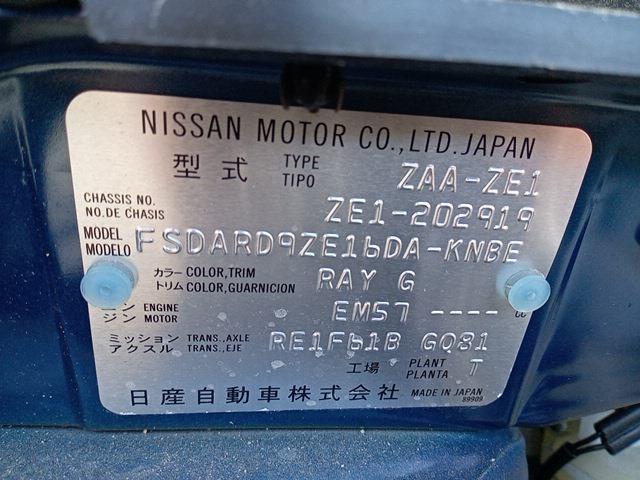 NISSAN MOTOR CO.,LTD.JAPAN
型式 TYPE TIPO ZAA-ZE1
CHASSIS NO. NO.DE CHASIS ZE1-202919
MODEL MODELO FSDARD9ZE16DA-KNBE
カラー COLOR,TRIM
トリム COLOR,GUARNICION RAY G
ン ENGINE
ジン MOTOR EM57 ---- cc
ミッション TRANS.,AXLE
アクスル TRANS.,EJE RE1F61B GQ81
工場 PLANT PLANTA T
日産自動車株式会社 MADE IN JAPAN
89909